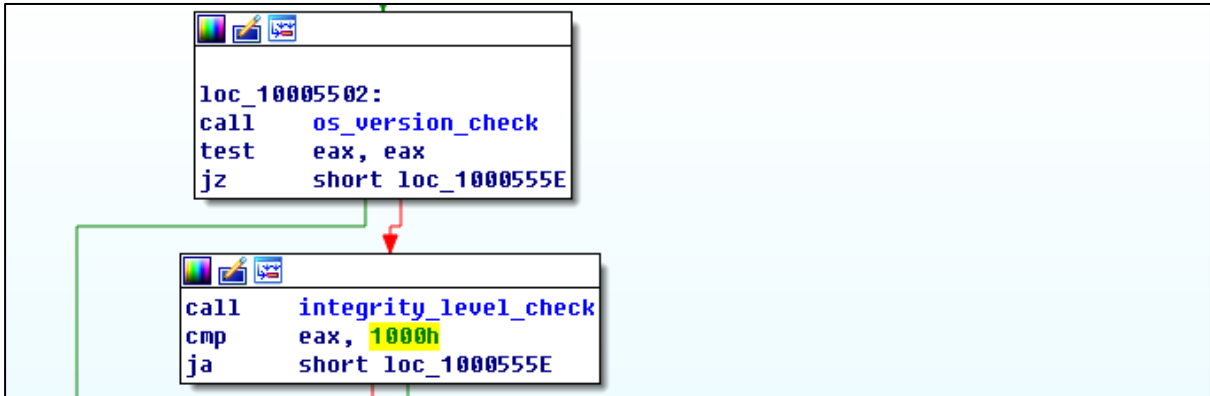 loc_10005502:
call os_version_check
test eax, eax
jz short loc_1000555E
call integrity_level_check
cmp eax, 1000h
ja short loc_1000555E